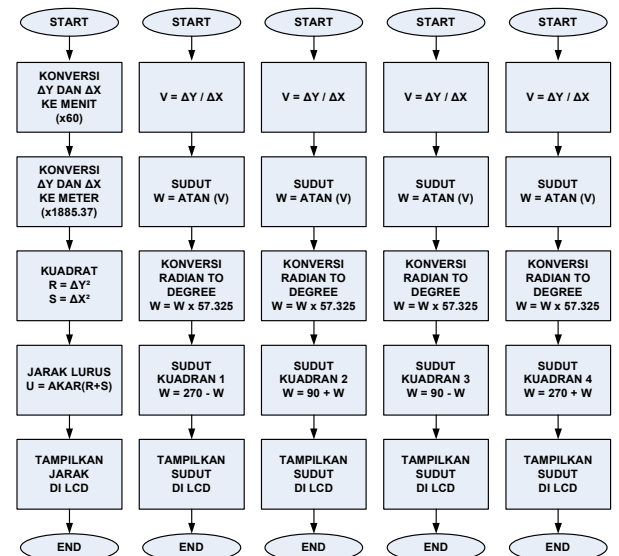 START
KONVERSI
ΔY DAN ΔX
KE MENIT
(x60)
KONVERSI
ΔY DAN ΔX
KE METER
(x1885.37)
KUADRAT
R = ΔY²
S = ΔX²
JARAK LURUS
U = AKAR(R+S)
TAMPILKAN
JARAK
DI LCD
END
START
V = ΔY / ΔX
SUDUT
W = ATAN (V)
KONVERSI
RADIAN TO
DEGREE
W = W x 57.325
SUDUT
KUADRAN 1
W = 270 - W
TAMPILKAN
SUDUT
DI LCD
END
START
V = ΔY / ΔX
SUDUT
W = ATAN (V)
KONVERSI
RADIAN TO
DEGREE
W = W x 57.325
SUDUT
KUADRAN 2
W = 90 + W
TAMPILKAN
SUDUT
DI LCD
END
START
V = ΔY / ΔX
SUDUT
W = ATAN (V)
KONVERSI
RADIAN TO
DEGREE
W = W x 57.325
SUDUT
KUADRAN 3
W = 90 - W
TAMPILKAN
SUDUT
DI LCD
END
START
V = ΔY / ΔX
SUDUT
W = ATAN (V)
KONVERSI
RADIAN TO
DEGREE
W = W x 57.325
SUDUT
KUADRAN 4
W = 270 + W
TAMPILKAN
SUDUT
DI LCD
END